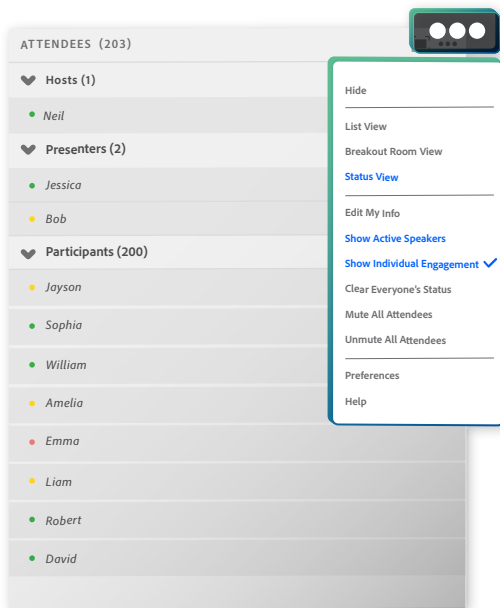 ATTENDEES (203)
Hosts (1)
Neil
Presenters (2)
Jessica
Bob
Participants (200)
Jayson
Sophia
William
Amelia
Emma
Liam
Robert
David
Hide
List View
Breakout Room View
Status View
Edit My Info
Show Active Speakers
Show Individual Engagement
Clear Everyone's Status
Mute All Attendees
Unmute All Attendees
Preferences
Help